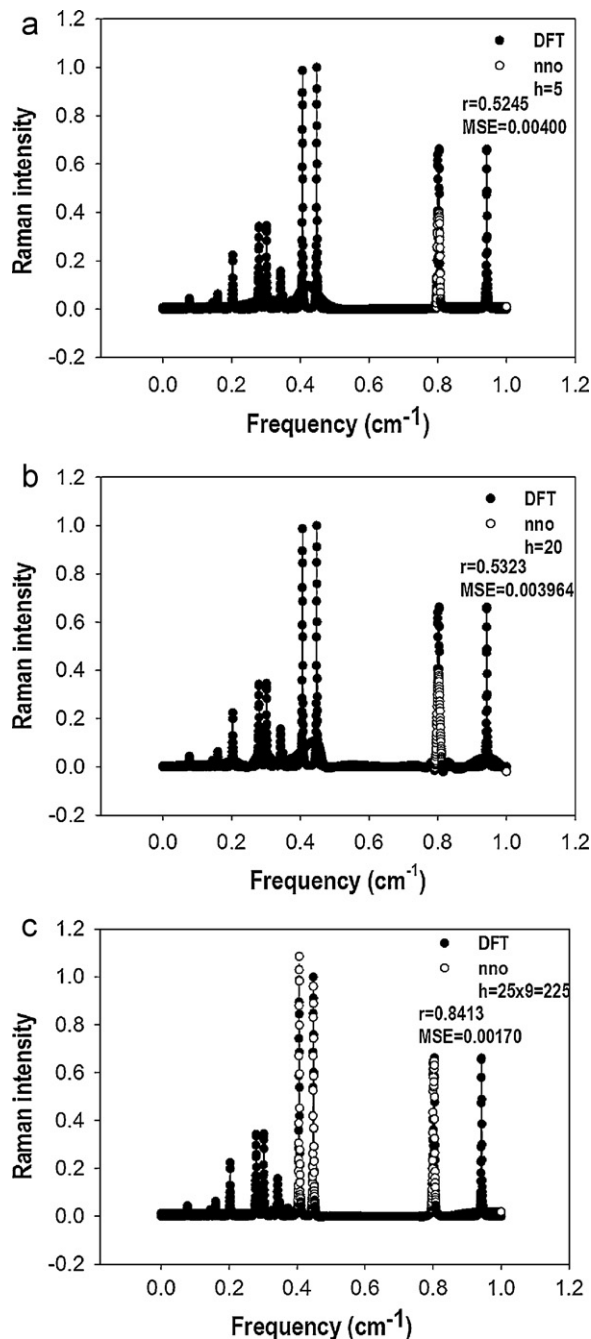 a
1.2
DFT
nno
h=5
1.0
r=0.5245
MSE=0.00400
0.8
0.6
0.4
0.2
0.0
-0.2
Raman intensity
0.0 0.2 0.4 0.6 0.8 1.0 1.2
Frequency (cm-1)
b
1.2
DFT
nno
h=20
1.0
r=0.5323
MSE=0.003964
0.8
0.6
0.4
0.2
0.0
-0.2
Raman intensity
0.0 0.2 0.4 0.6 0.8 1.0 1.2
Frequency (cm-1)
c
1.2
DFT
nno
h=25x9=225
1.0
r=0.8413
MSE=0.00170
0.8
0.6
0.4
0.2
0.0
-0.2
Raman intensity
0.0 0.2 0.4 0.6 0.8 1.0 1.2
Frequency (cm-1)